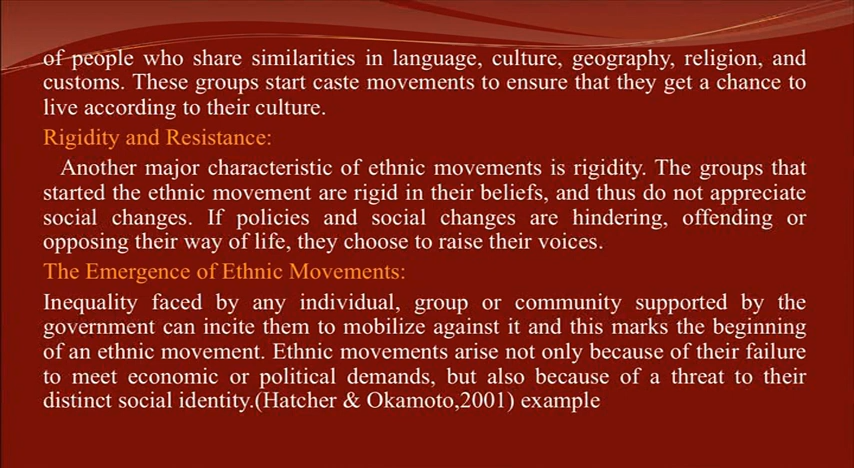 of people who share similarities in language, culture, geography, religion, and
customs. These groups start caste movements to ensure that they get a chance to
live according to their culture.
Rigidity and Resistance:
Another major characteristic of ethnic movements is rigidity. The groups that
started the ethnic movement are rigid in their beliefs, and thus do not appreciate
social changes. If policies and social changes are hindering, offending or
opposing their way of life, they choose to raise their voices.
The Emergence of Ethnic Movements:
Inequality faced by any individual, group or community supported by the
government can incite them to mobilize against it and this marks the beginning
of an ethnic movement. Ethnic movements arise not only because of their failure
to meet economic or political demands, but also because of a threat to their
distinct social identity.(Hatcher & Okamoto,2001) example